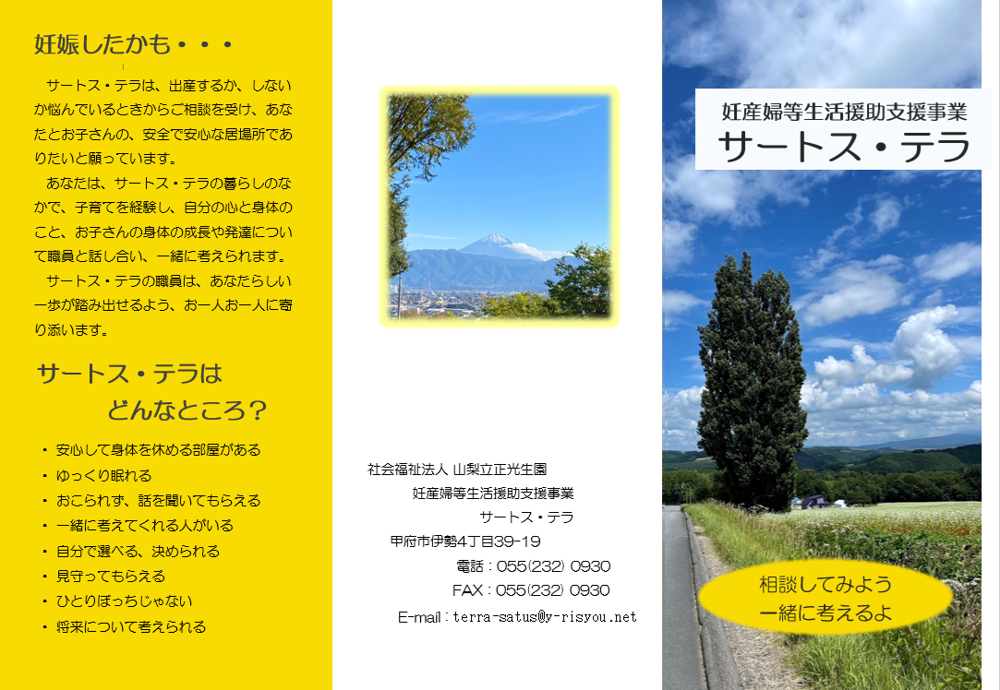 妊娠したかも・・・
サートス・テラは、出産するか、しない
か悩んでいるときからご相談を受け、あな
たとお子さんの、安全で安心な居場所であ
りたいと願っています。
あなたは、サートス・テラの暮らしのな
かで、子育てを経験し、自分の心と身体の
こと、お子さんの身体の成長や発達につい
て職員と話し合い、一緒に考えられます。
サートス・テラの職員は、あなたらしい
一歩が踏み出せるよう、お一人お一人に寄
り添います。
サートス・テラは
どんなところ？
・ 安心して身体を休める部屋がある
・ ゆっくり眠れる
・ おこられず、話を聞いてもらえる
・ 一緒に考えてくれる人がいる
・ 自分で選べる、決められる
・ 見守ってもらえる
・ ひとりぼっちじゃない
・ 将来について考えられる
社会福祉法人 山梨立正光生園
妊産婦等生活援助支援事業
サートス・テラ
甲府市伊勢4丁目39-19
電話：055(232) 0930
FAX：055(232) 0930
E-mail：terra-satus@y-risyou.net
妊産婦等生活援助支援事業
サートス・テラ
相談してみよう
一緒に考えるよ